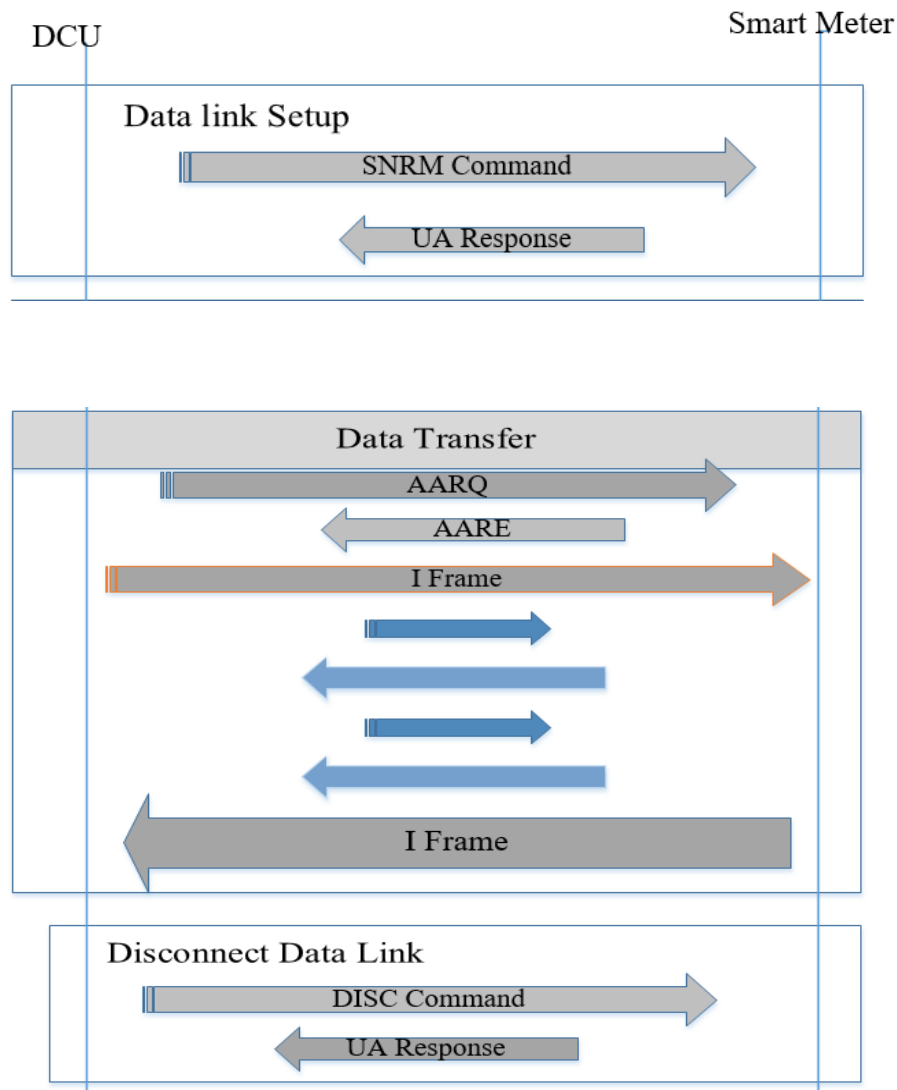 DCU
Smart Meter
Data link Setup
SNRM Command
UA Response
Data Transfer
AARQ
AARE
I Frame
I Frame
Disconnect Data Link
DISC Command
UA Response